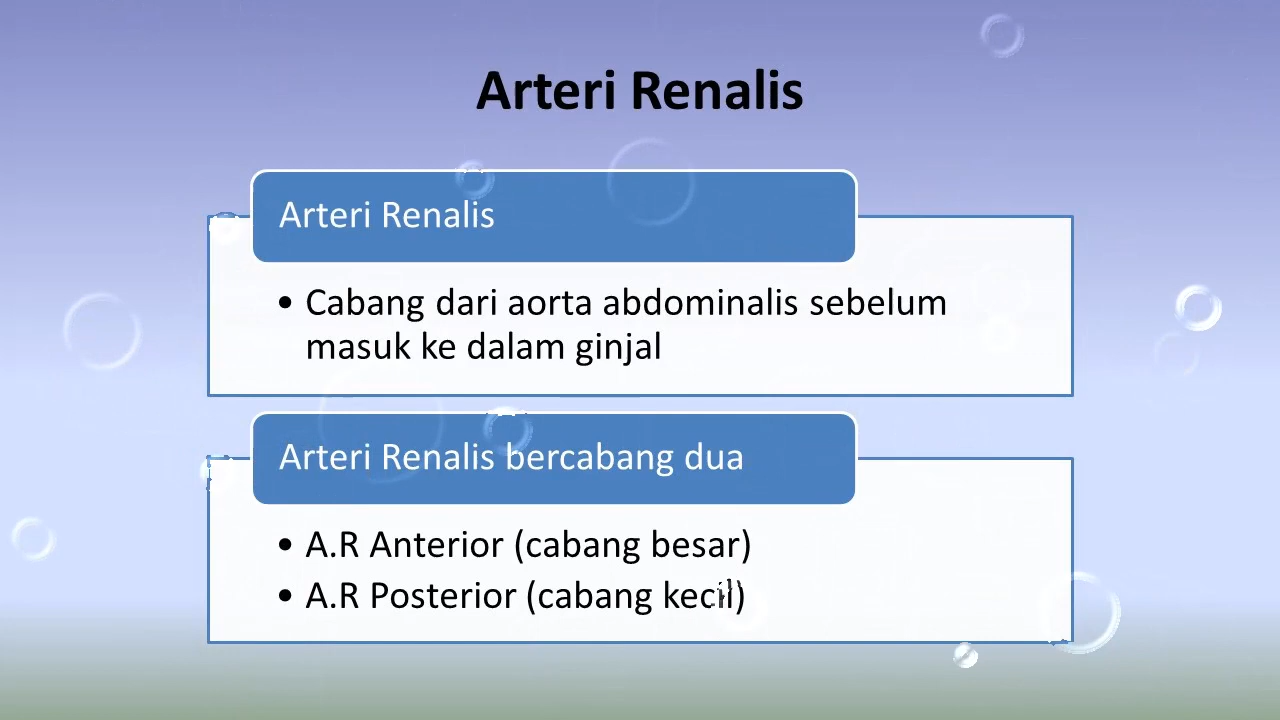 Arteri Renalis
Arteri Renalis
• Cabang dari aorta abdominalis sebelum
masuk ke dalam ginjal
Arteri Renalis bercabang dua
• A.R Anterior (cabang besar)
• A.R Posterior (cabang kecil)